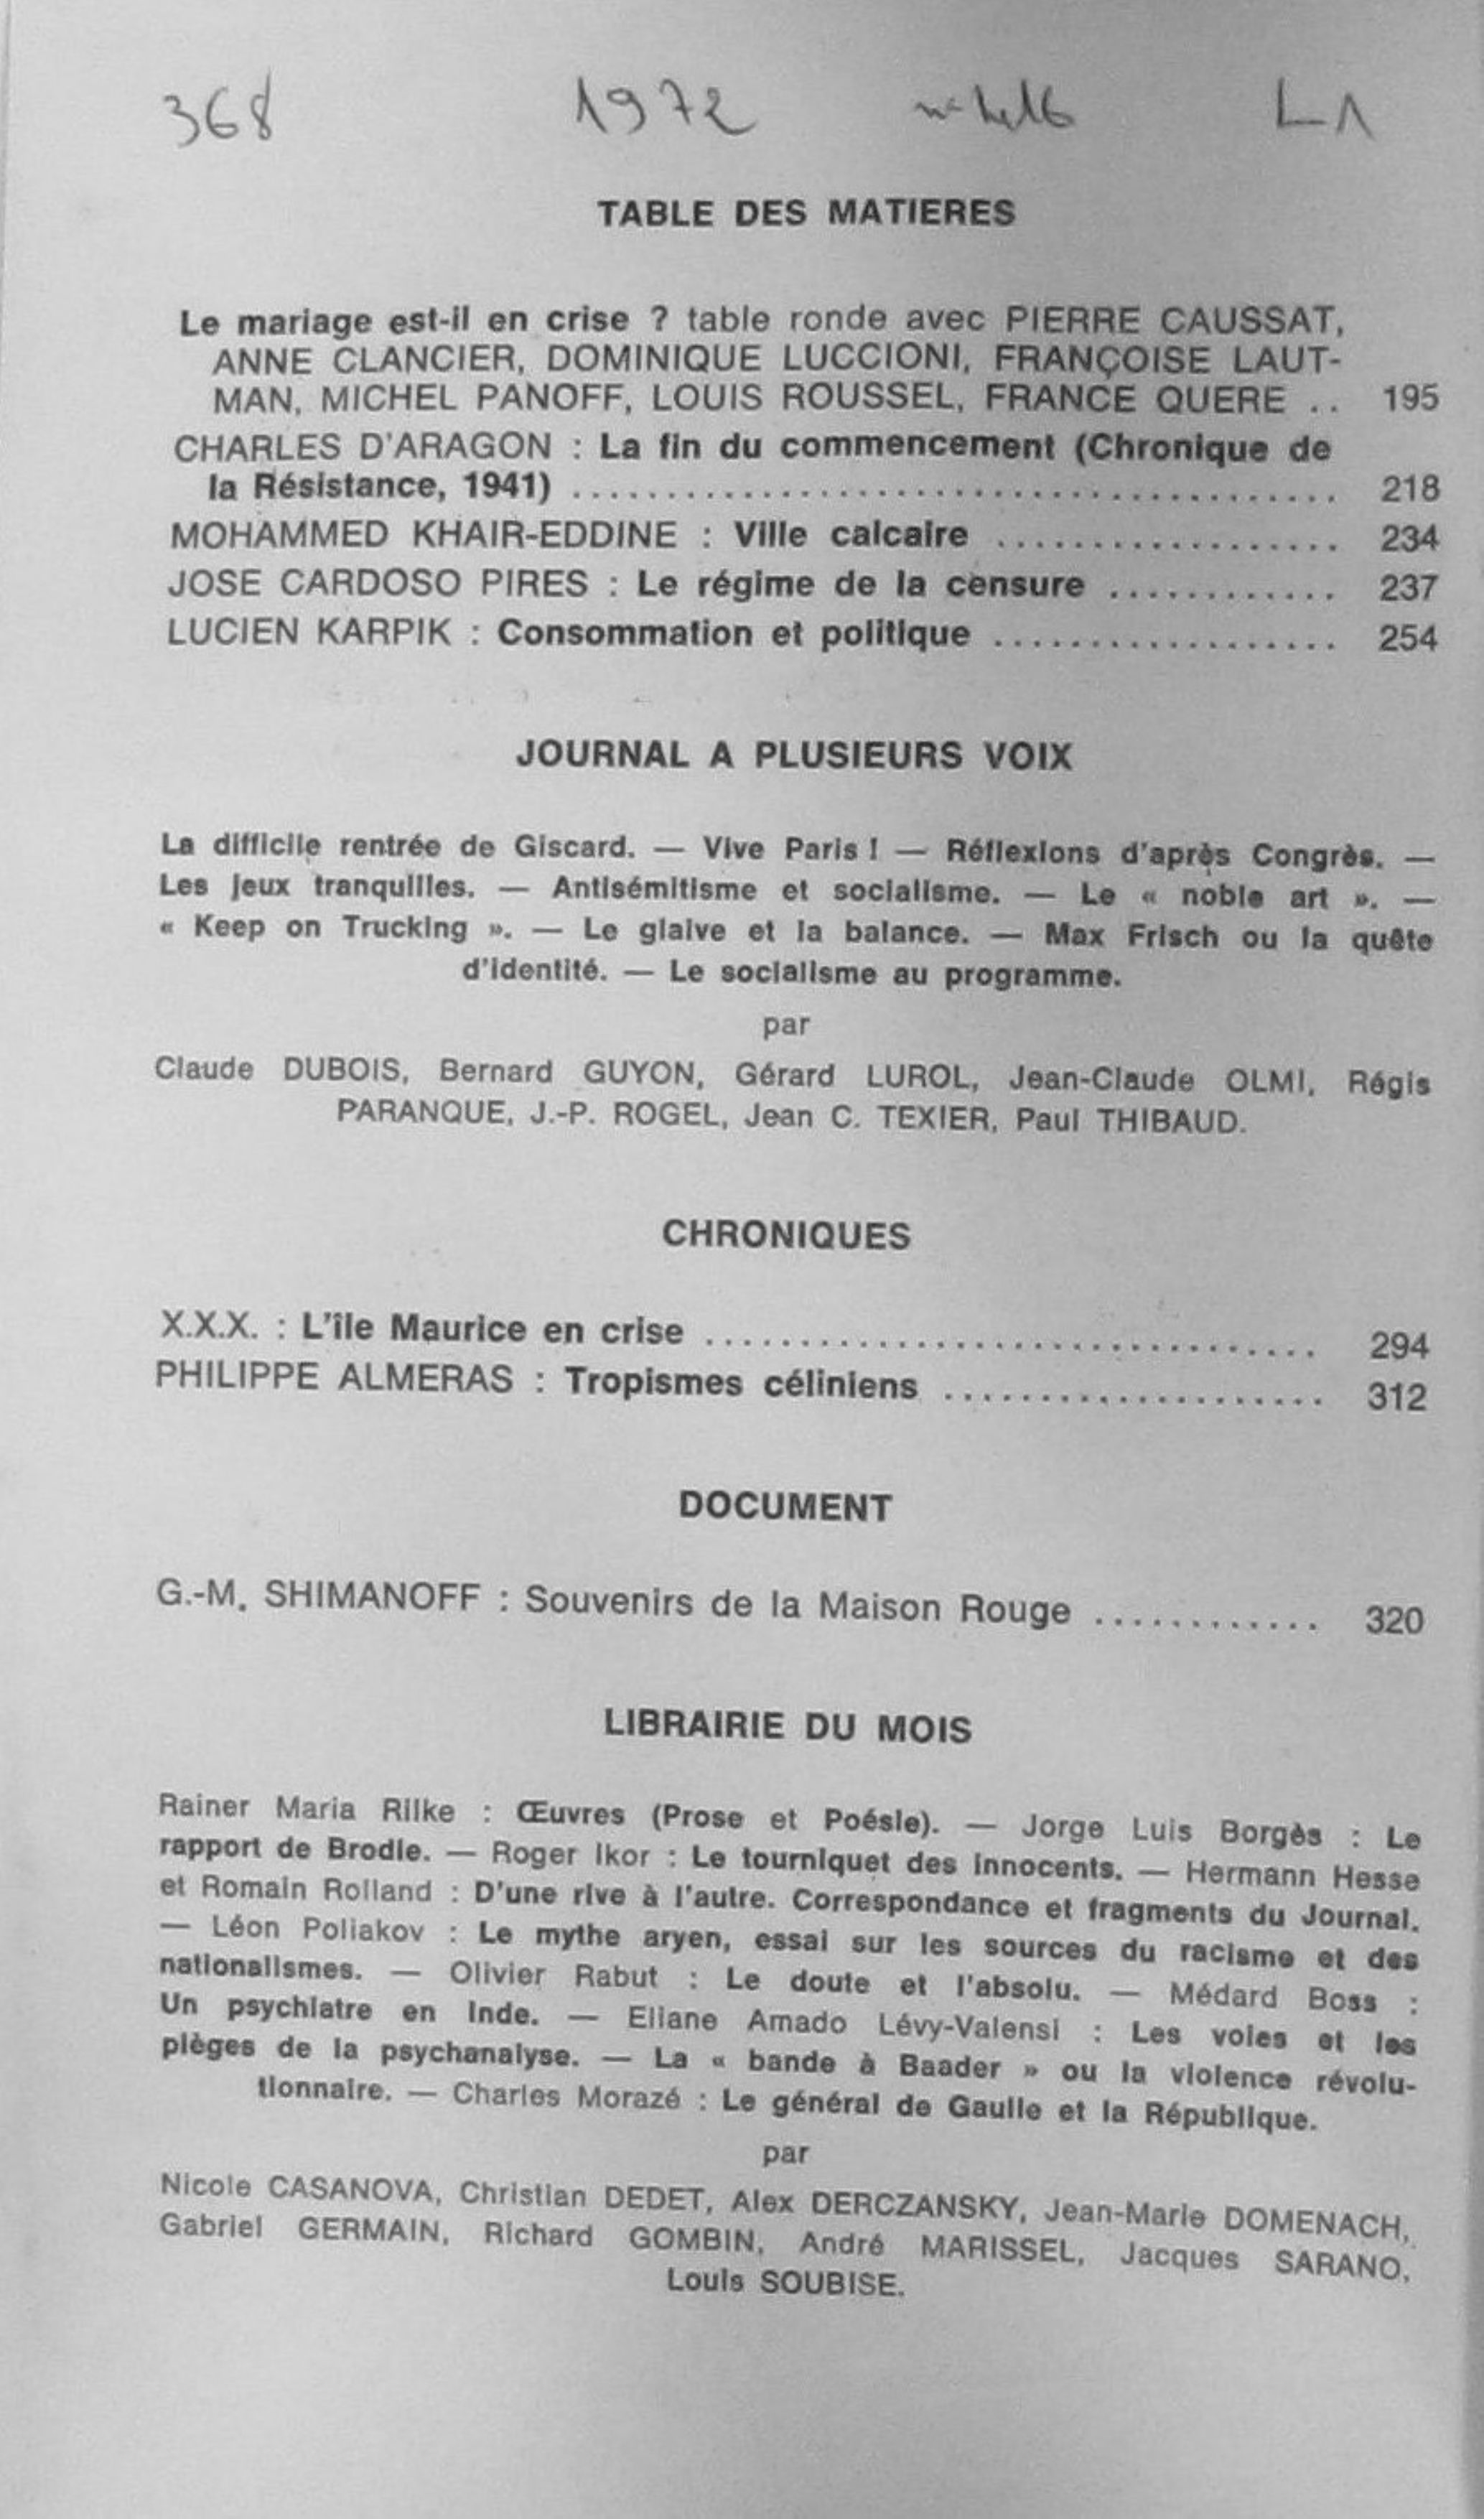 368 1972 L1
TABLE DES MATIERES
Le mariage est-il en crise ? table ronde avec PIERRE CAUSSAT,
ANNE CLANCIER, DOMINIQUE LUCCIONI, FRANÇOISE LAUT-
MAN, MICHEL PANOFF, LOUIS ROUSSEL, FRANCE QUERE .. 195
CHARLES D'ARAGON : La fin du commencement (Chronique de
la Résistance, 1941) ........................................ 218
MOHAMMED KHAIR-EDDINE : Ville calcaire .................. 234
JOSE CARDOSO PIRES : Le régime de la censure ............ 237
LUCIEN KARPIK : Consommation et politique .................. 254
JOURNAL A PLUSIEURS VOIX
La difficile rentrée de Giscard. — Vive Paris ! — Réflexions d'après Congrès. —
Les jeux tranquilles. — Antisémitisme et socialisme. — Le « noble art ». —
« Keep on Trucking ». — Le glaive et la balance. — Max Frisch ou la quête
d'identité. — Le socialisme au programme.
par
Claude DUBOIS, Bernard GUYON, Gérard LUROL, Jean-Claude OLMI, Régis
PARANQUE, J.-P. ROGEL, Jean C. TEXIER, Paul THIBAUD.
CHRONIQUES
X.X.X. : L'île Maurice en crise ................................ 294
PHILIPPE ALMERAS : Tropismes céliniens .................... 312
DOCUMENT
G.-M. SHIMANOFF : Souvenirs de la Maison Rouge ............ 320
LIBRAIRIE DU MOIS
Rainer Maria Rilke : Œuvres (Prose et Poésie). — Jorge Luis Borgès : Le
rapport de Brodie. — Roger Ikor : Le tourniquet des innocents. — Hermann Hesse
et Romain Rolland : D'une rive à l'autre. Correspondance et fragments du Journal.
— Léon Poliakov : Le mythe aryen, essai sur les sources du racisme et des
nationalismes. — Olivier Rabut : Le doute et l'absolu. — Médard Boss :
Un psychiatre en Inde. — Eliane Amado Lévy-Valensi : Les voies et les
pièges de la psychanalyse. — La « bande à Baader » ou la violence révolu-
tionnaire. — Charles Morazé : Le général de Gaulle et la République.
par
Nicole CASANOVA, Christian DEDET, Alex DERCZANSKY, Jean-Marie DOMENACH,
Gabriel GERMAIN, Richard GOMBIN, André MARISSEL, Jacques SARANO,
Louis SOUBISE.